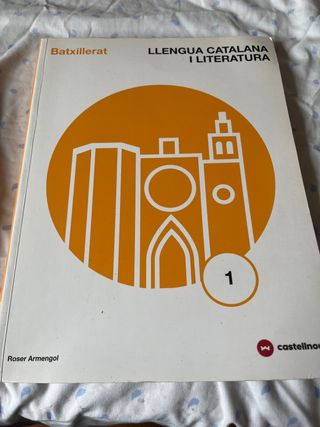 Batxillerat
LLENGUA CATALANA
I LITERATURA
1
Roser Armengol
castellnou